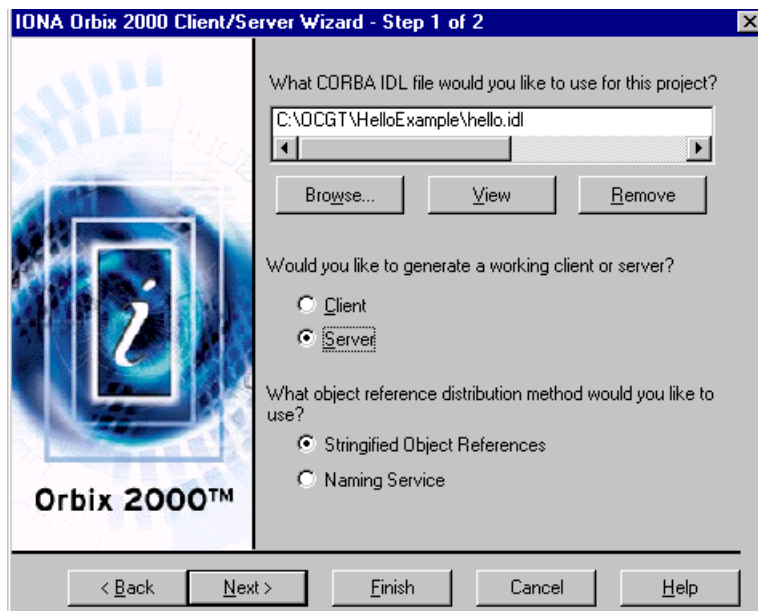 IONA Orbix 2000 Client/Server Wizard - Step 1 of 2
What CORBA IDL file would you like to use for this project?
C:\OCGT\HelloExample\hello.idl
Browse...
View
Remove
Would you like to generate a working client or server?
Client
Server
What object reference distribution method would you like to
use?
Stringified Object References
Naming Service
i
Orbix 2000™
< Back
Next >
Finish
Cancel
Help